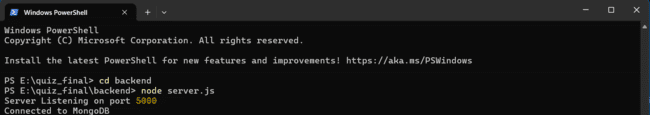 Windows PowerShell
Windows PowerShell
Copyright (C) Microsoft Corporation. All rights reserved.
Install the latest PowerShell for new features and improvements! https://aka.ms/PSWindows
PS E:\quiz_final> cd backend
PS E:\quiz_final\backend> node server.js
Server Listening on port 5000
Connected to MongoDB